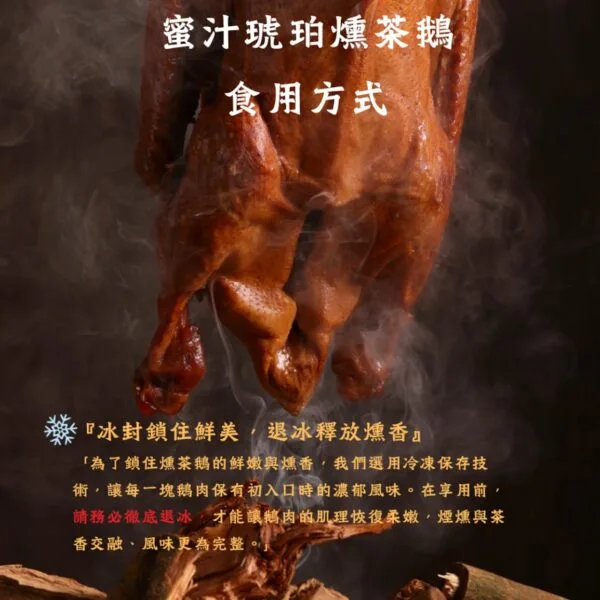 蜜汁琥珀燻茶鵝
食用方式
『冰封鎖住鮮美,退冰釋放燻香』
「為了鎖住燻茶鵝的鮮嫩與燻香,我們選用冷凍保存技
術,讓每一塊鵝肉保有初入口時的濃郁風味。在享用前,
請務必徹底退冰,才能讓鵝肉的肌理恢復柔嫩,煙燻與茶
香交融、風味更為完整。」